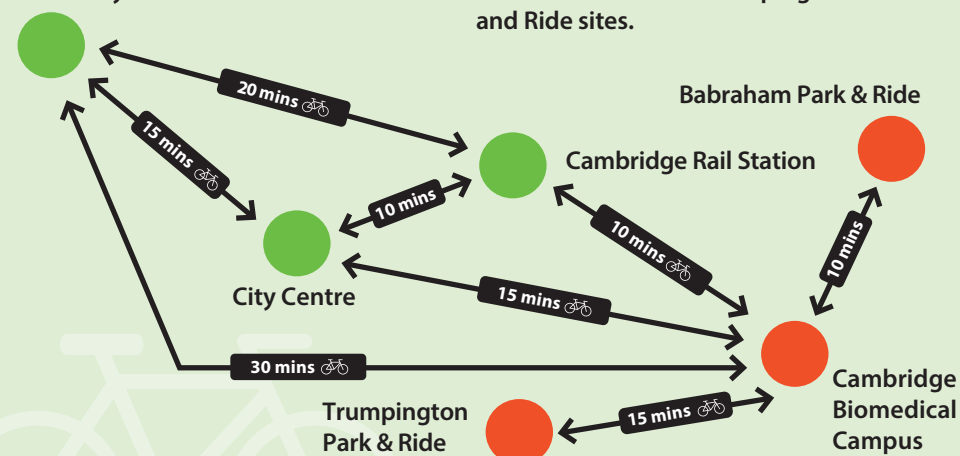 and Ride sites.
20 mins
Babraham Park & Ride
15 mins
Cambridge Rail Station
10 mins
10 mins
10 mins
City Centre
15 mins
30 mins
Cambridge
Biomedical
Campus
Trumpington
Park & Ride
15 mins